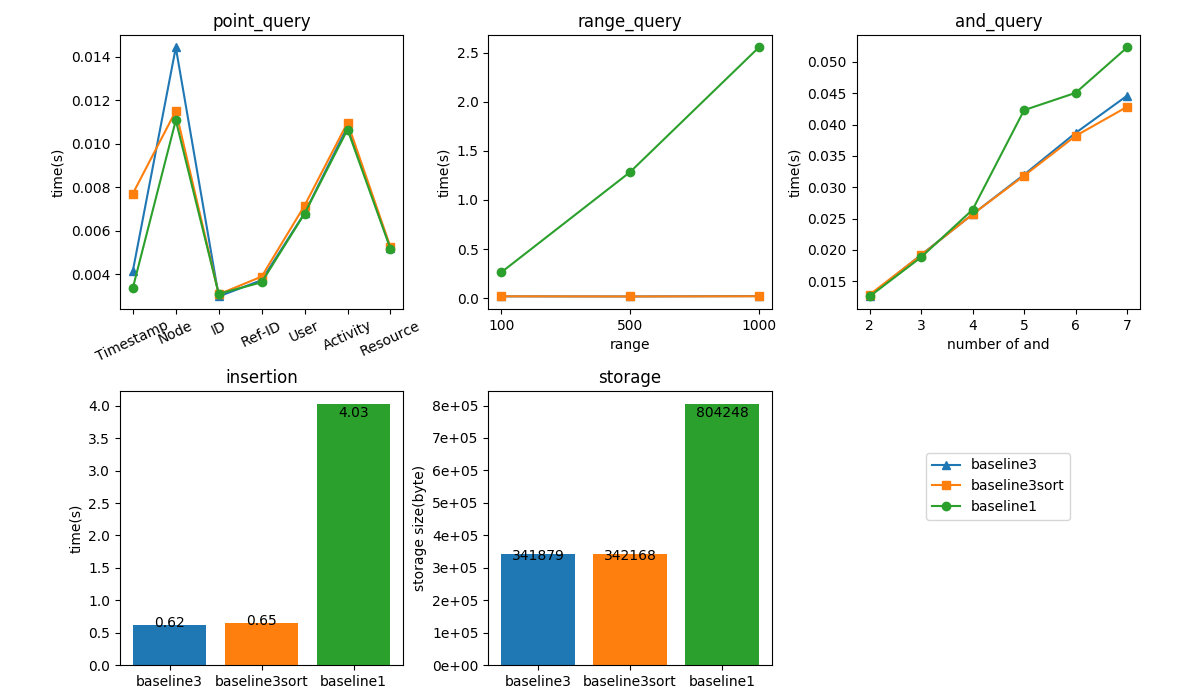 point_query
time(s)
0.014
0.012
0.010
0.008
0.006
0.004
Timestamp
Node
ID
Ref-ID
User
Activity
Resource
range_query
time(s)
2.5
2.0
1.5
1.0
0.5
0.0
100
500
1000
range
and_query
time(s)
0.050
0.045
0.040
0.035
0.030
0.025
0.020
0.015
2
3
4
5
6
7
number of and
insertion
time(s)
4.0
3.5
3.0
2.5
2.0
1.5
1.0
0.5
0.0
0.62
0.65
4.03
baseline3
baseline3sort
baseline1
storage
storage size(byte)
8e+05
7e+05
6e+05
5e+05
4e+05
3e+05
2e+05
1e+05
0e+00
341879
342168
804248
baseline3
baseline3sort
baseline1
baseline3
baseline3sort
baseline1